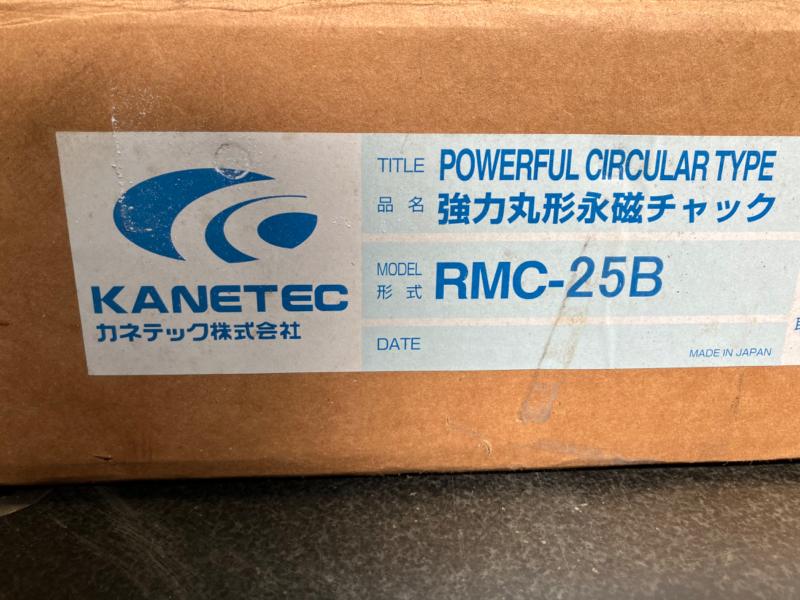 KANETEC
カネテック株式会社
TITLE POWERFUL CIRCULAR TYPE
品名 強力丸形永磁チャック
MODEL
形式 RMC-25B
DATE
MADE IN JAPAN